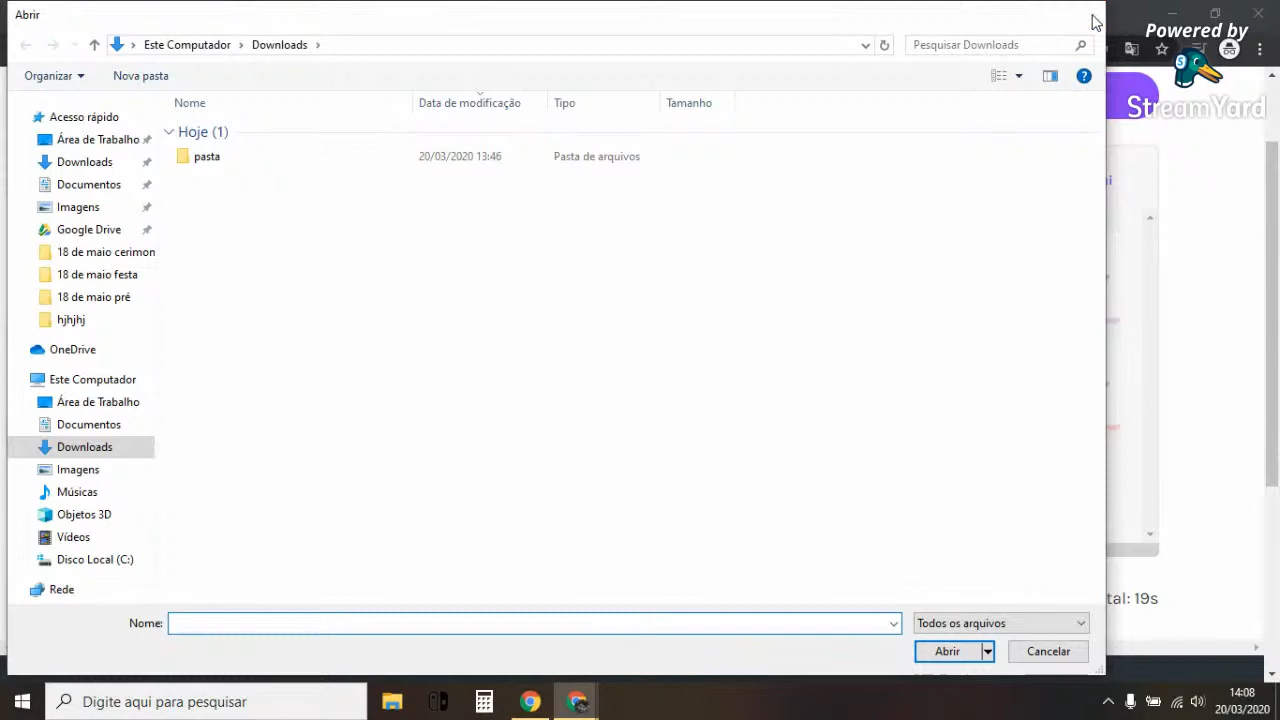 Abrir
Powered by
StreamYard
Este Computador
Downloads
Pesquisar Downloads
Organizar
Nova pasta
Nome
Data de modificação
Tipo
Tamanho
Hoje (1)
pasta
20/03/2020 13:46
Pasta de arquivos
Acesso rápido
Área de Trabalho
Downloads
Documentos
Imagens
Google Drive
18 de maio cerimon
18 de maio festa
18 de maio pré
hjhjhj
OneDrive
Este Computador
Área de Trabalho
Documentos
Downloads
Imagens
Músicas
Objetos 3D
Vídeos
Disco Local (C:)
Rede
tal: 19s
Nome:
Todos os arquivos
Abrir
Cancelar
Digite aqui para pesquisar
14:08
20/03/2020